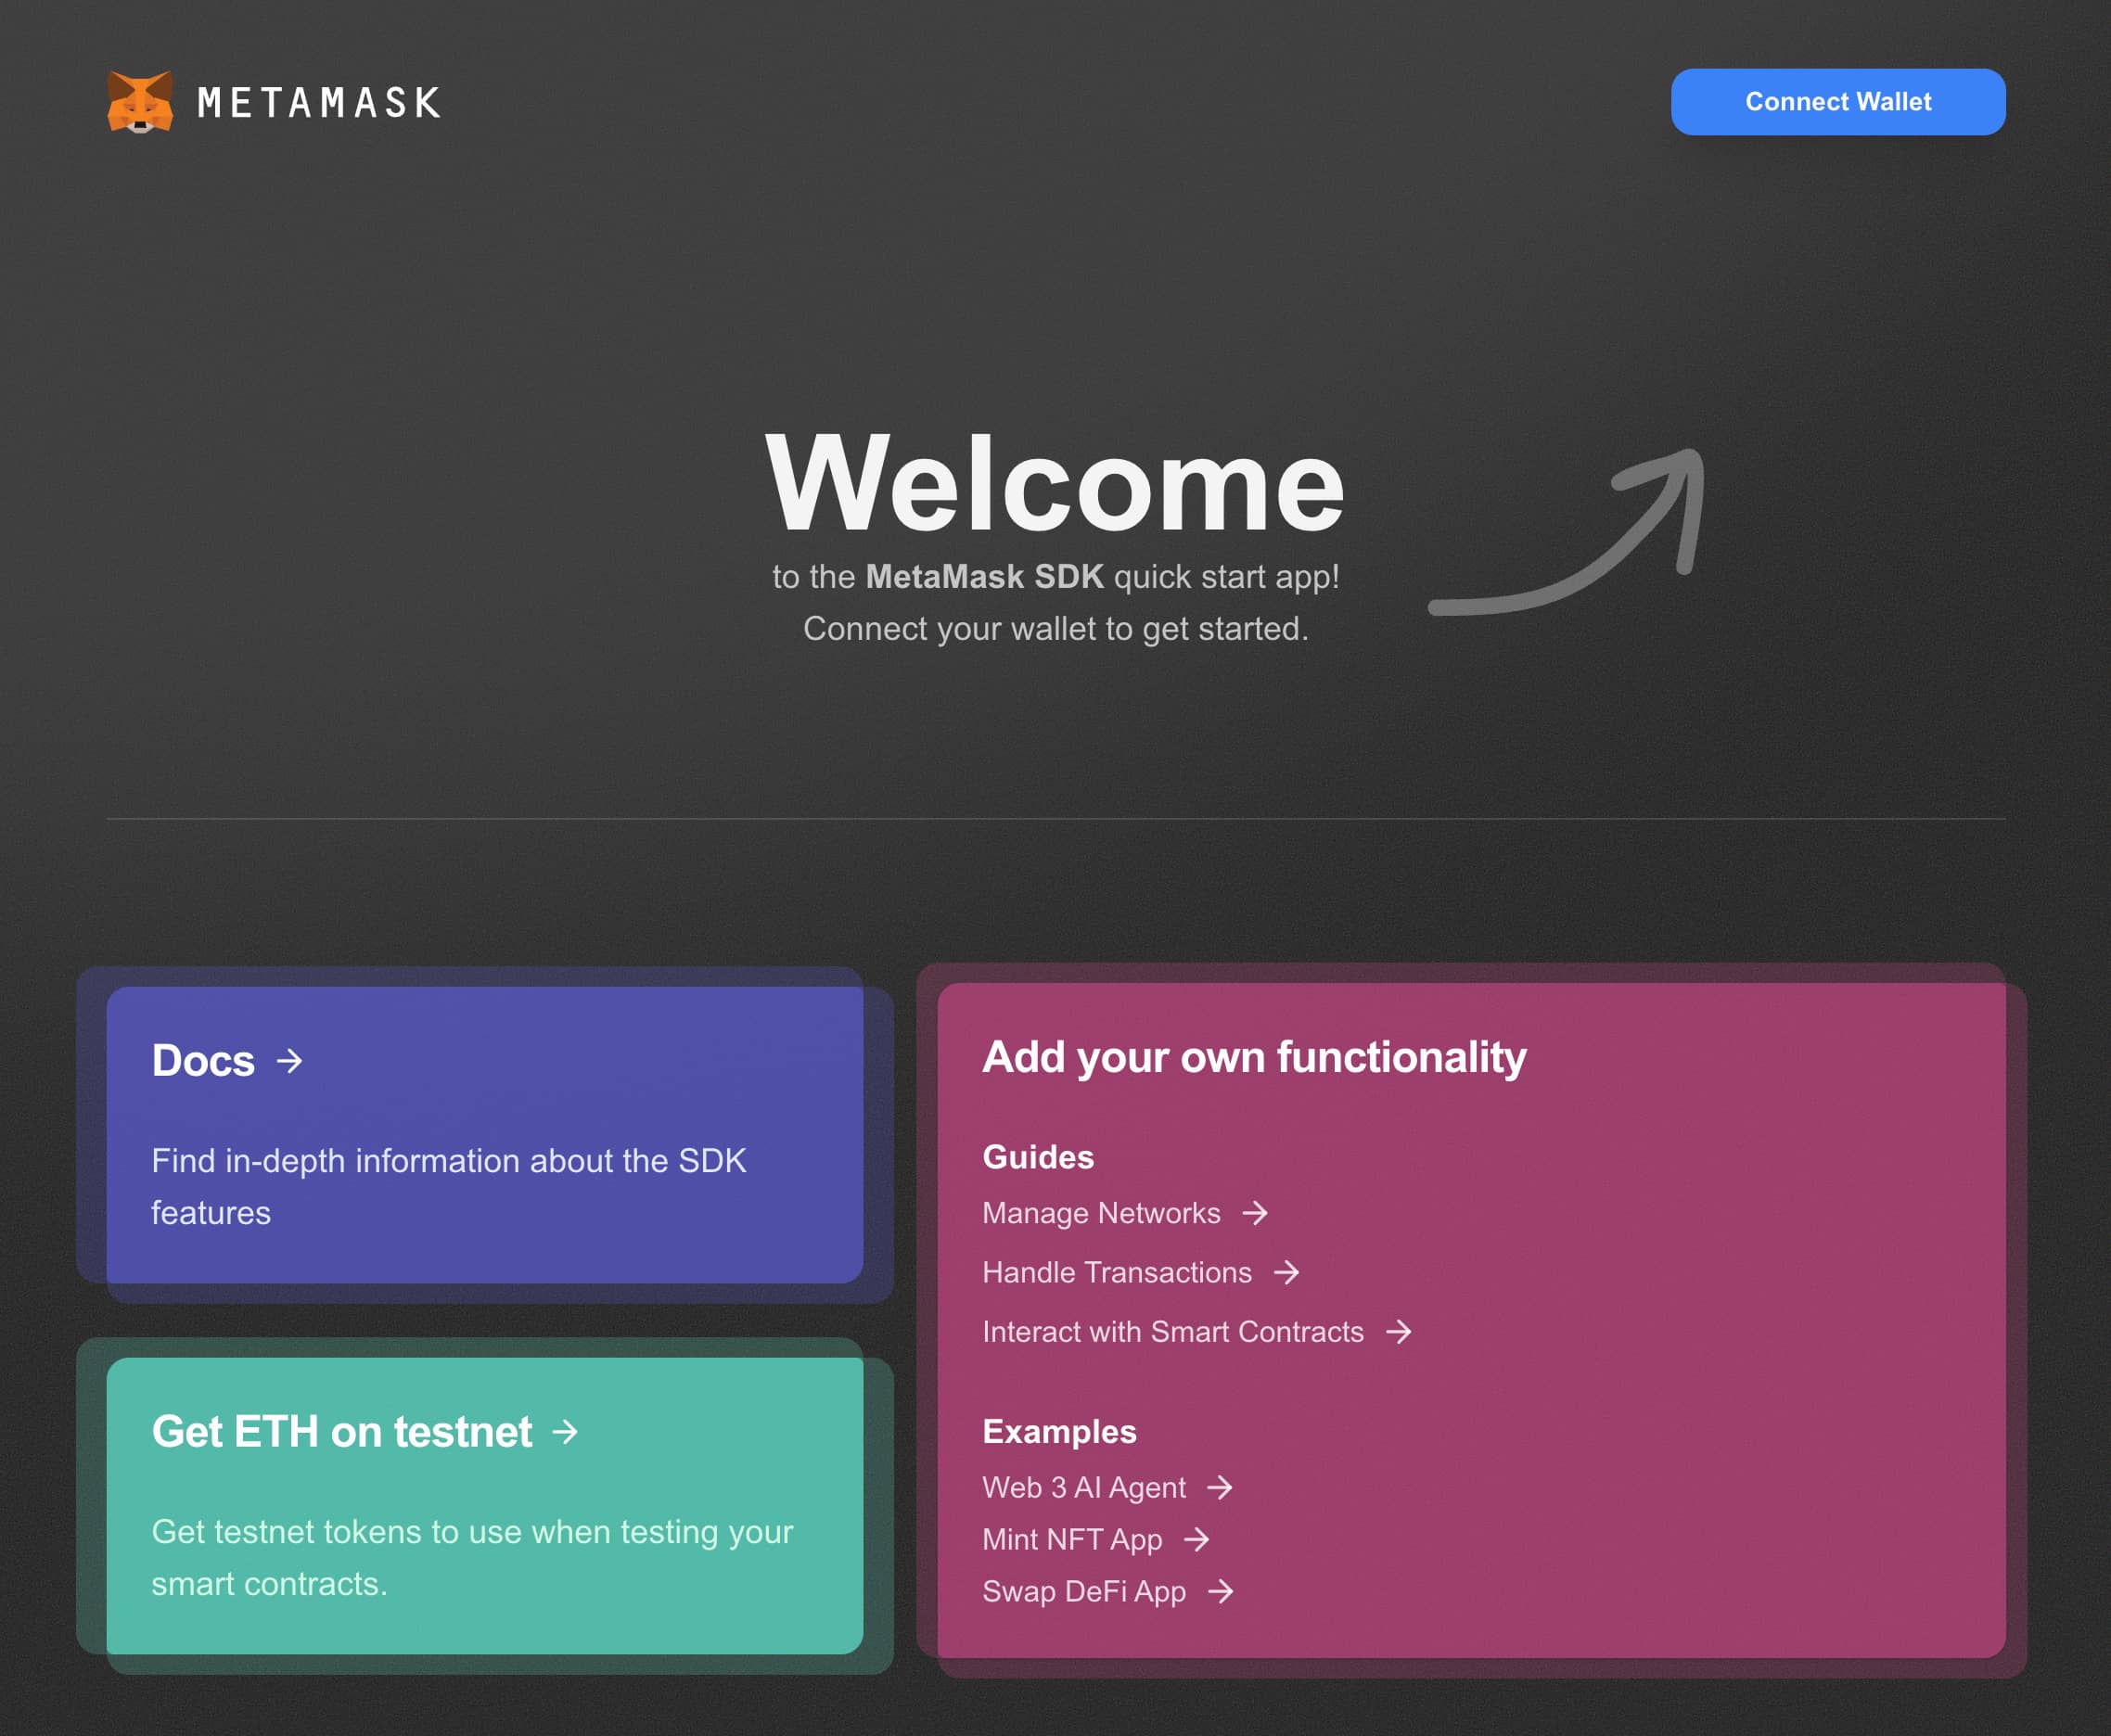 METAMASK
Connect Wallet
Welcome
to the MetaMask SDK quick start app!
Connect your wallet to get started.
Docs
Find in-depth information about the SDK
features
Get ETH on testnet
Get testnet tokens to use when testing your
smart contracts.
Add your own functionality
Guides
Manage Networks
Handle Transactions
Interact with Smart Contracts
Examples
Web 3 AI Agent
Mint NFT App
Swap DeFi App